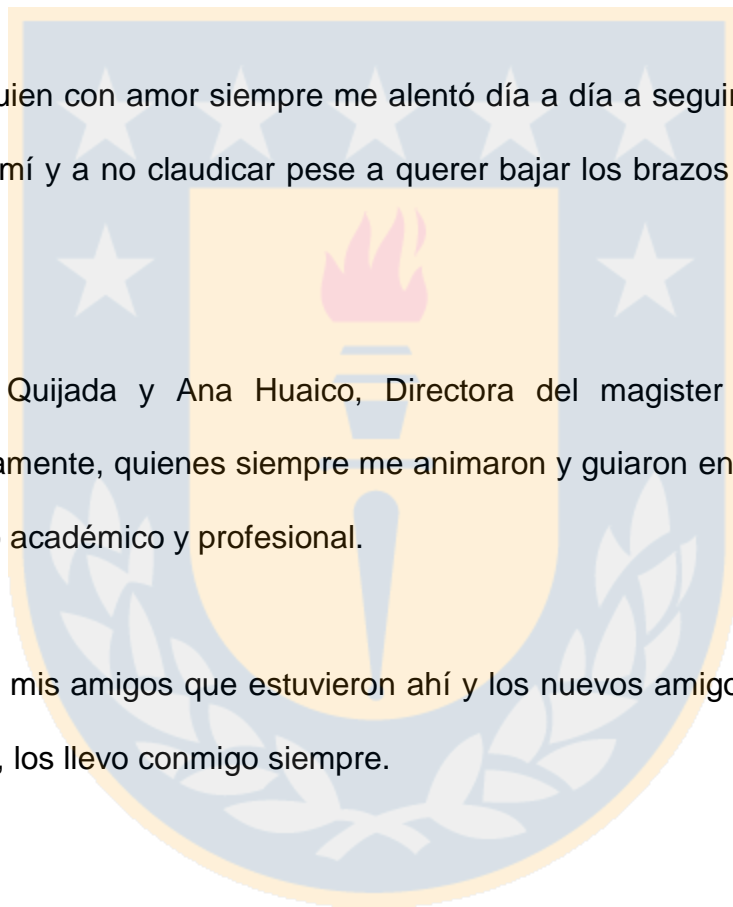 uien con amor siempre me alentó día a día a seguir
mí y a no claudicar pese a querer bajar los brazos
Quijada y Ana Huaico, Directora del magister
amente, quienes siempre me animaron y guiaron en
académico y profesional.
mis amigos que estuvieron ahí y los nuevos amigo
, los llevo conmigo siempre.